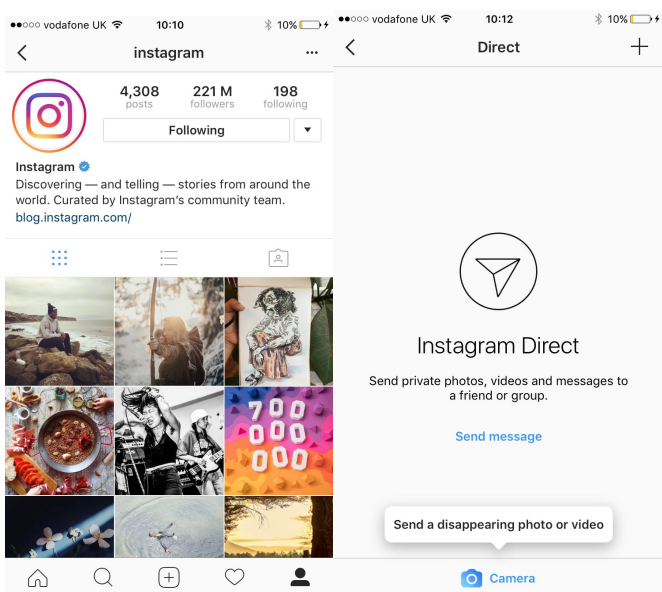 vodafone UK 10:10 10%
instagram
4,308 221 M 198
posts followers following
Following
Instagram
Discovering — and telling — stories from around the
world. Curated by Instagram's community team.
blog.instagram.com/
700
000
000
vodafone UK 10:12 10%
Direct
Instagram Direct
Send private photos, videos and messages to
a friend or group.
Send message
Send a disappearing photo or video
Camera